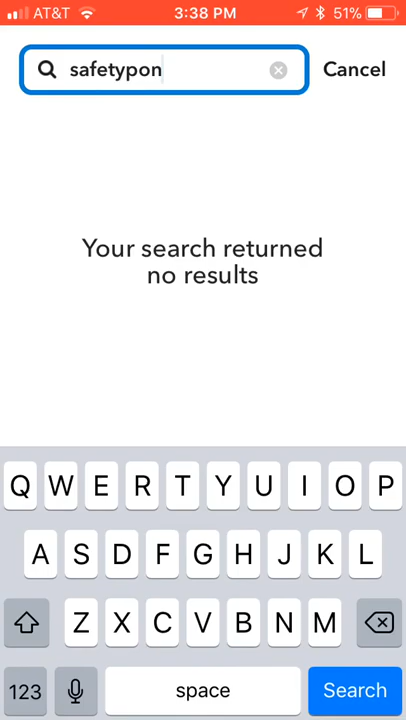 AT&T 3:38 PM 51%
safetypon Cancel
Your search returned
no results
Q W E R T Y U I O P
A S D F G H J K L
Z X C V B N M
123 space Search